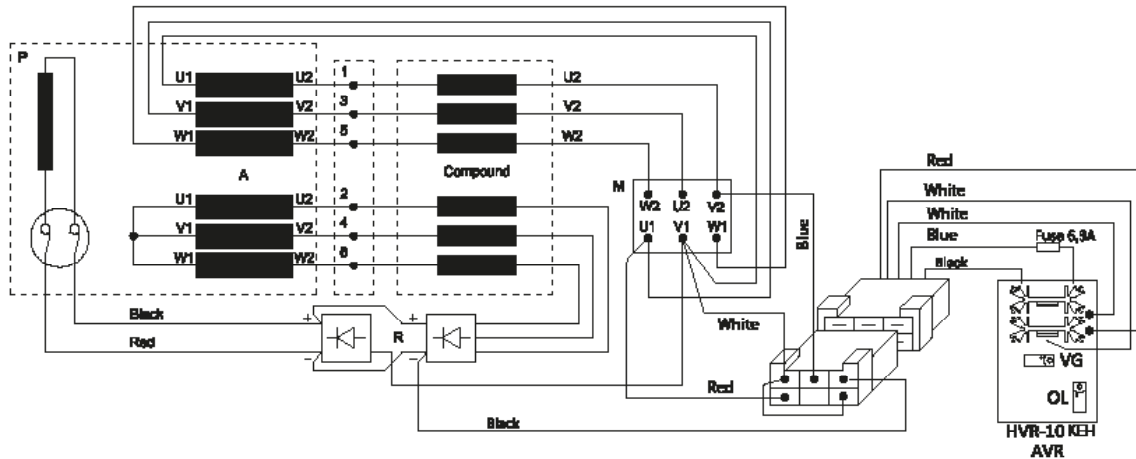 P
U1 U2 1 U2
V1 V2 3 V2
W1 W2 5 W2
A Compound
U1 U2 2
V1 V2 4
W1 W2 6
M
W2 U2 V2
U1 V1 W1
Blue
Red
White
White
Blue Fuse 6,3A
Black
Black + + -
Red - R -
White
Red
Black
VG
OL
HVR-10 KEH
AVR